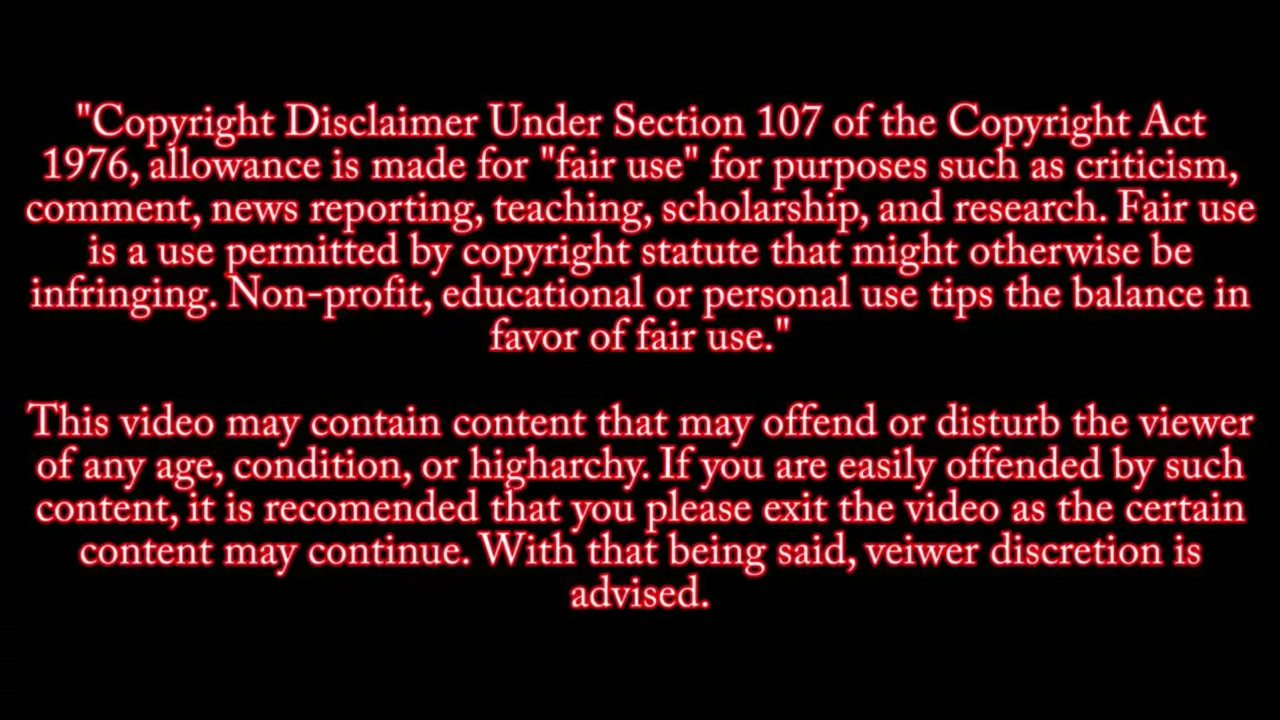 "Copyright Disclaimer Under Section 107 of the Copyright Act
1976, allowance is made for "fair use" for purposes such as criticism,
comment, news reporting, teaching, scholarship, and research. Fair use
is a use permitted by copyright statute that might otherwise be
infringing. Non-profit, educational or personal use tips the balance in
favor of fair use."
This video may contain content that may offend or disturb the viewer
of any age, condition, or higharchy. If you are easily offended by such
content, it is recomended that you please exit the video as the certain
content may continue. With that being said, veiwer discretion is
advised.